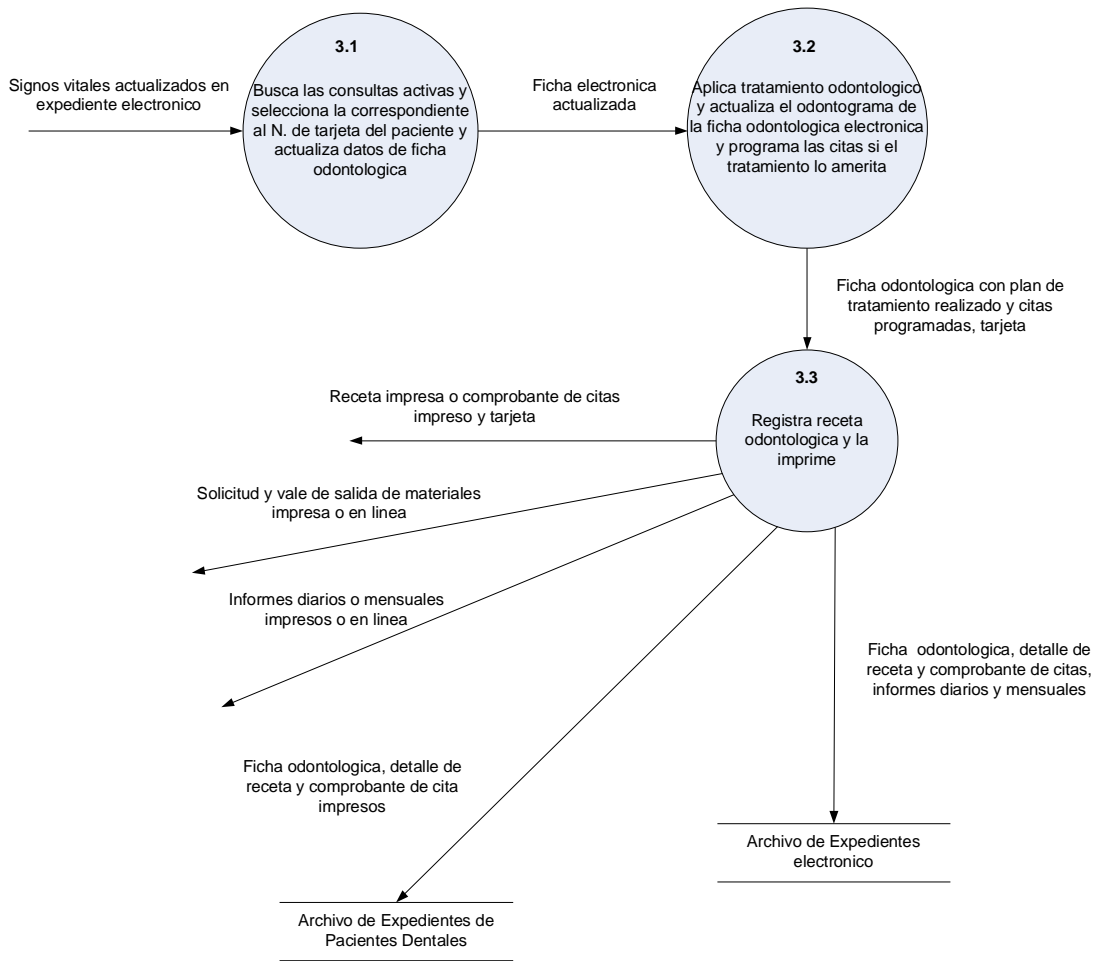 3.1
Busca las consultas activas y
selecciona la correspondiente
al N. de tarjeta del paciente y
actualiza datos de ficha
odontologica
3.2
Aplica tratamiento odontologico
y actualiza el odontograma de
la ficha odontologica electronica
y programa las citas si el
tratamiento lo amerita
Signos vitales actualizados en
expediente electronico
Ficha electronica
actualizada
Ficha odontologica con plan de
tratamiento realizado y citas
programadas, tarjeta
3.3
Registra receta
odontologica y la
imprime
Receta impresa o comprobante de citas
impreso y tarjeta
Solicitud y vale de salida de materiales
impresa o en linea
Informes diarios o mensuales
impresos o en linea
Ficha odontologica, detalle de
receta y comprobante de citas,
informes diarios y mensuales
Ficha odontologica, detalle de
receta y comprobante de cita
impresos
Archivo de Expedientes
electronico
Archivo de Expedientes de
Pacientes Dentales